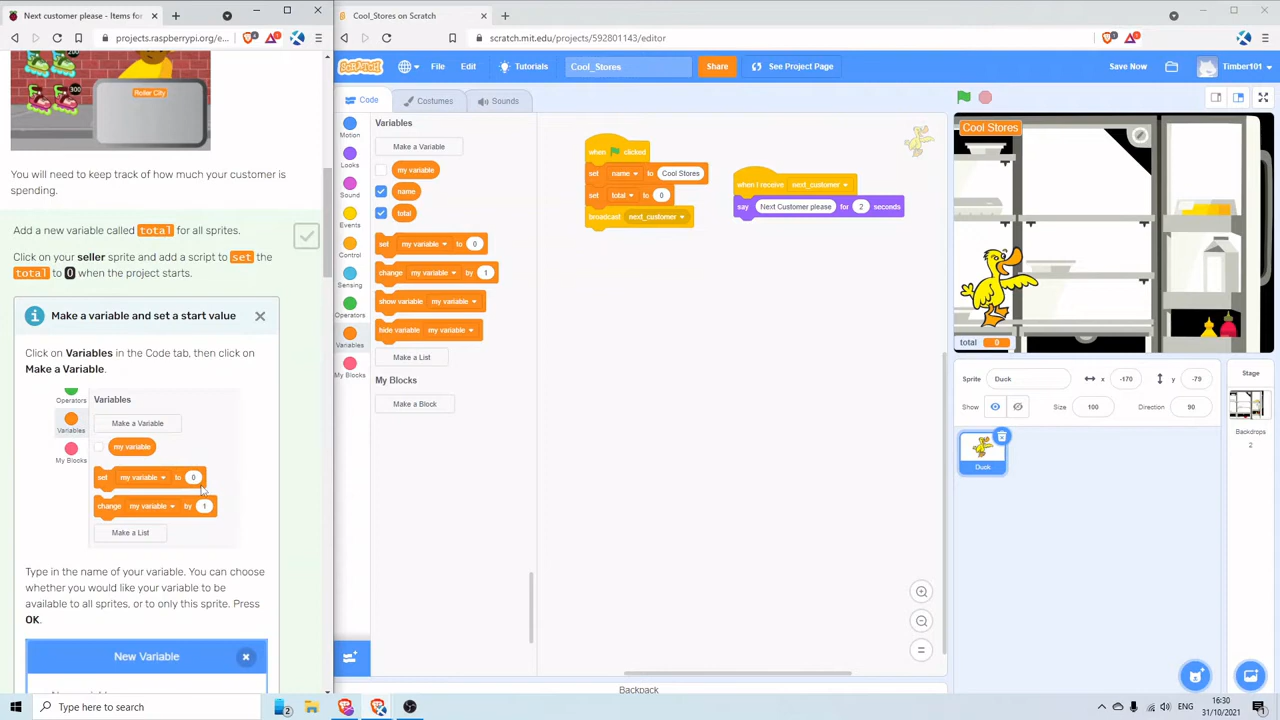 Next customer please - Items for
projects.raspberrypi.org/e...
Cool_Stores on Scratch
scratch.mit.edu/projects/592801143/editor
SCRATCH
File
Edit
Tutorials
Cool_Stores
Share
See Project Page
Save Now
Timber101
Code
Costumes
Sounds
300
Roller City
You will need to keep track of how much your customer is
spending.
Add a new variable called total for all sprites.
Click on your seller sprite and add a script to set the
total to 0 when the project starts.
Make a variable and set a start value
Click on Variables in the Code tab, then click on
Make a Variable.
Operators
Variables
My Blocks
Variables
Make a Variable
my variable
set my variable to 0
change my variable by 1
Make a List
Type in the name of your variable. You can choose
whether you would like your variable to be
available to all sprites, or to only this sprite. Press
OK.
New Variable
Motion
Looks
Sound
Events
Control
Sensing
Operators
Variables
My Blocks
Variables
Make a Variable
my variable
name
total
set my variable to 0
change my variable by 1
show variable my variable
hide variable my variable
Make a List
My Blocks
Make a Block
when clicked
set name to Cool Stores
set total to 0
broadcast next_customer
when I receive next_customer
say Next Customer please for 2 seconds
Backpack
Cool Stores
total 0
Sprite Duck x -170 y -79
Show Size 100 Direction 90
Duck
Stage
Backdrops
2
Type here to search
2
ENG
16:30
31/10/2021